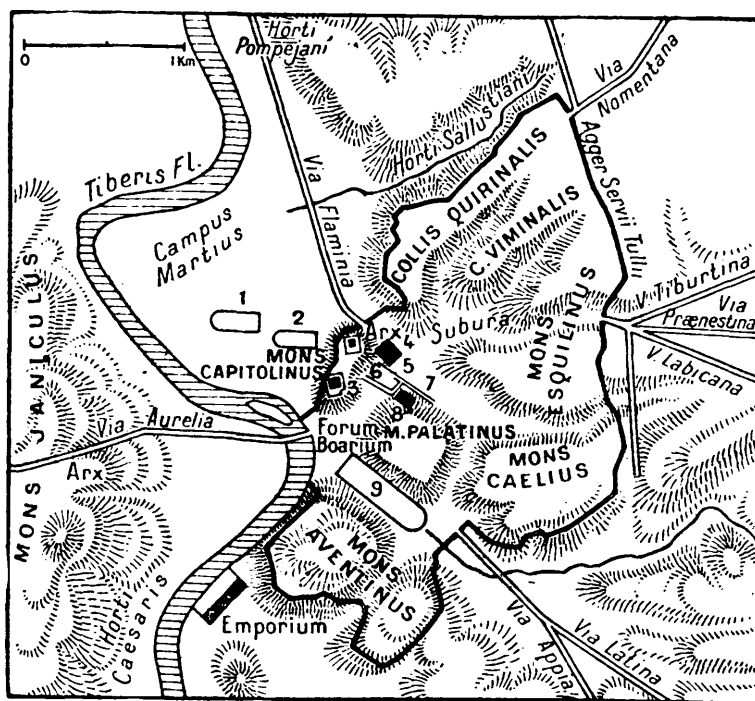 0 1 Km
Horti
Pompejani
Via
Nomentana
Horti Sallustiani
Agger Servii Tullii
Tiberis Fl.
Via
Flaminia
Campus
Martius
COLLIS QUIRINALIS
C. VIMINALIS
MONS JANICULUS
V. Tiburtina
Via
Prænestina
V. Labicana
1
2
Arx
4
Subura
MONS
ESQUILINUS
MONS
CAPITOLINUS
3
5
6
7
8
Via Aurelia
Forum
Boarium
M. PALATINUS
Arx
MONS
CAELIUS
9
MONS
AVENTINUS
Horti
Caesaris
Emporium
Via
Appia
Via Latina